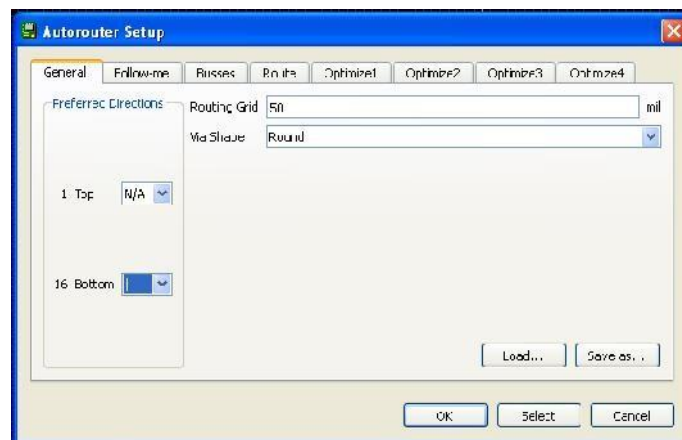 Autorouter Setup
General Follow-me Busses Route Optimize1 Optimize2 Optimize3 Optimize4
Preferred Directions
Routing Grid 50 mil
Via Shape Round
1 Top N/A
16 Bottom |
Load... Save as...
OK Select Cancel